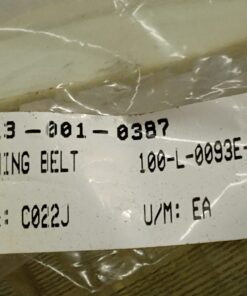 3-001-0387
ING BELT 100-L-0093E-
: C022J U/M: EA